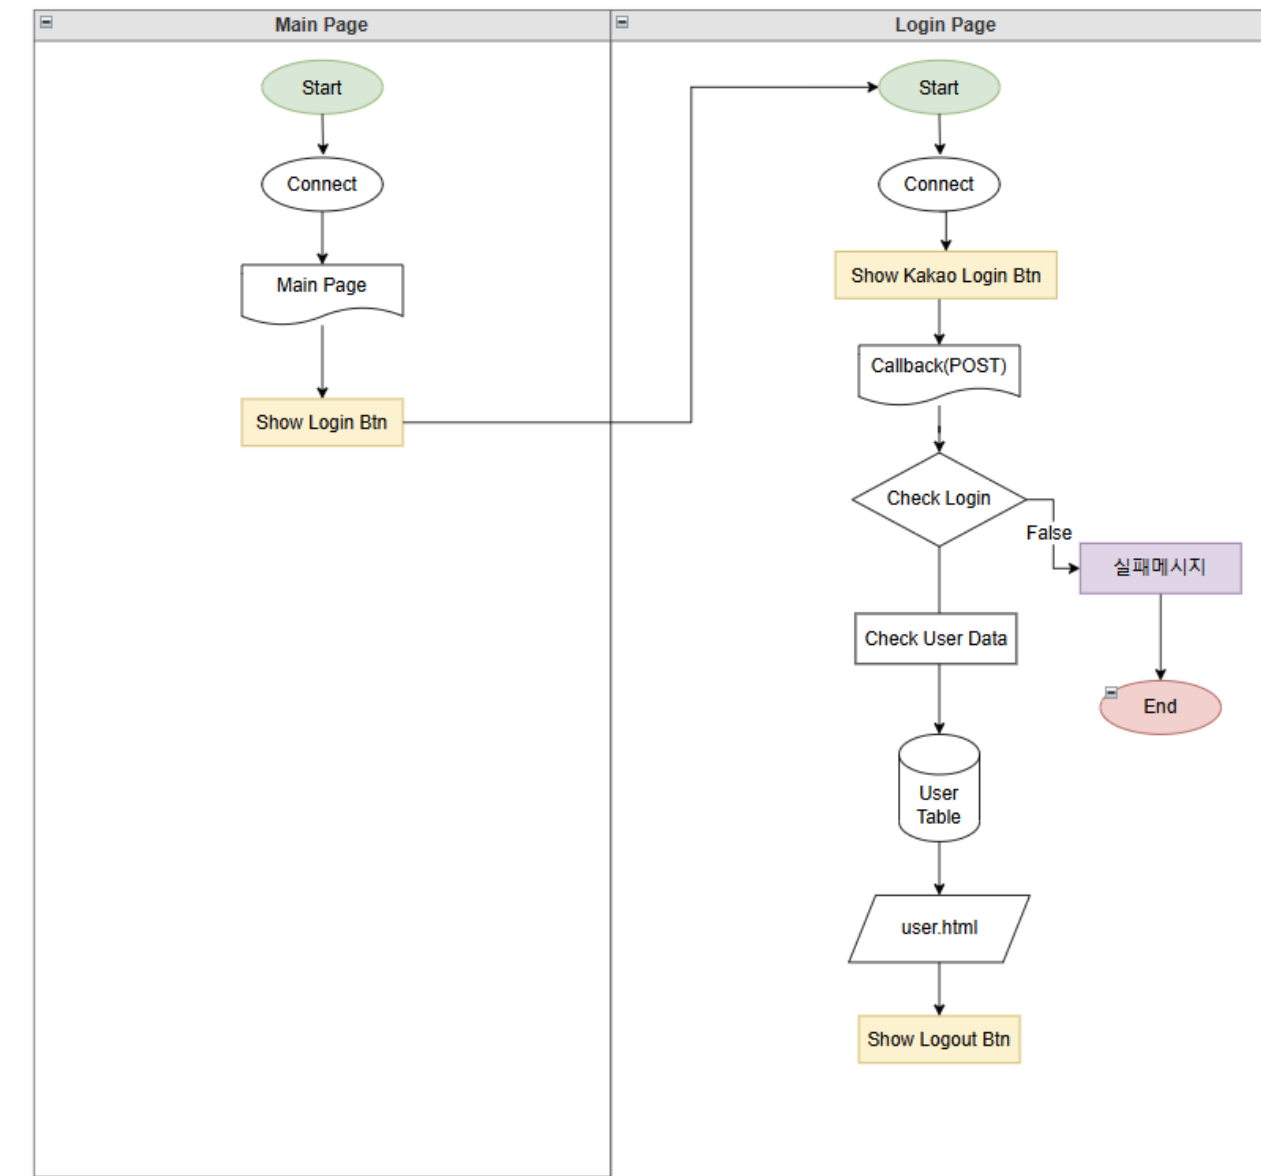 Main Page
Start
Connect
Main Page
Show Login Btn
Login Page
Start
Connect
Show Kakao Login Btn
Callback(POST)
Check Login
False
실패메시지
End
Check User Data
User
Table
user.html
Show Logout Btn